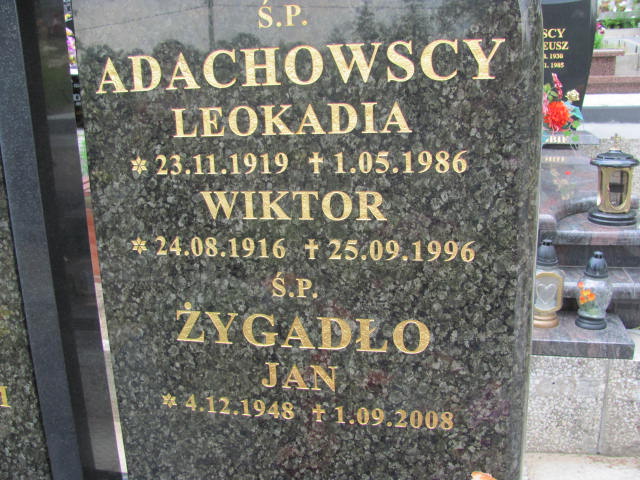 Ś.P.
ADACHOWSCY
LEOKADIA
* 23.11.1919 † 1.05.1986
WIKTOR
* 24.08.1916 † 25.09.1996
Ś.P.
ŻYGADŁO
JAN
* 4.12.1948 † 1.09.2008